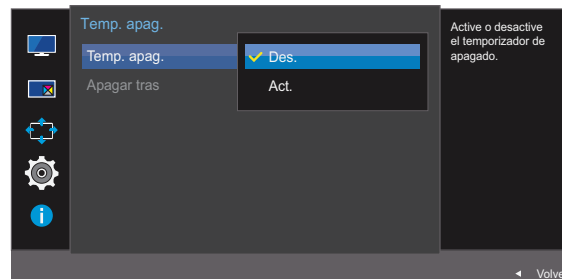 Temp. apag.
Temp. apag.
Des.
Apagar tras
Act.
Active o desactive
el temporizador de
apagado.